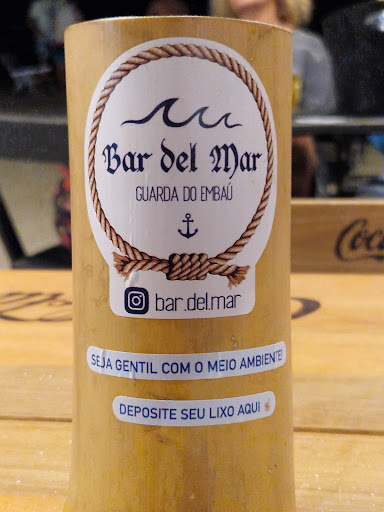 Bar del Mar
GUARDA DO EMBAÚ
bar.del.mar
SEJA GENTIL COM O MEIO AMBIENTE!
DEPOSITE SEU LIXO AQUI